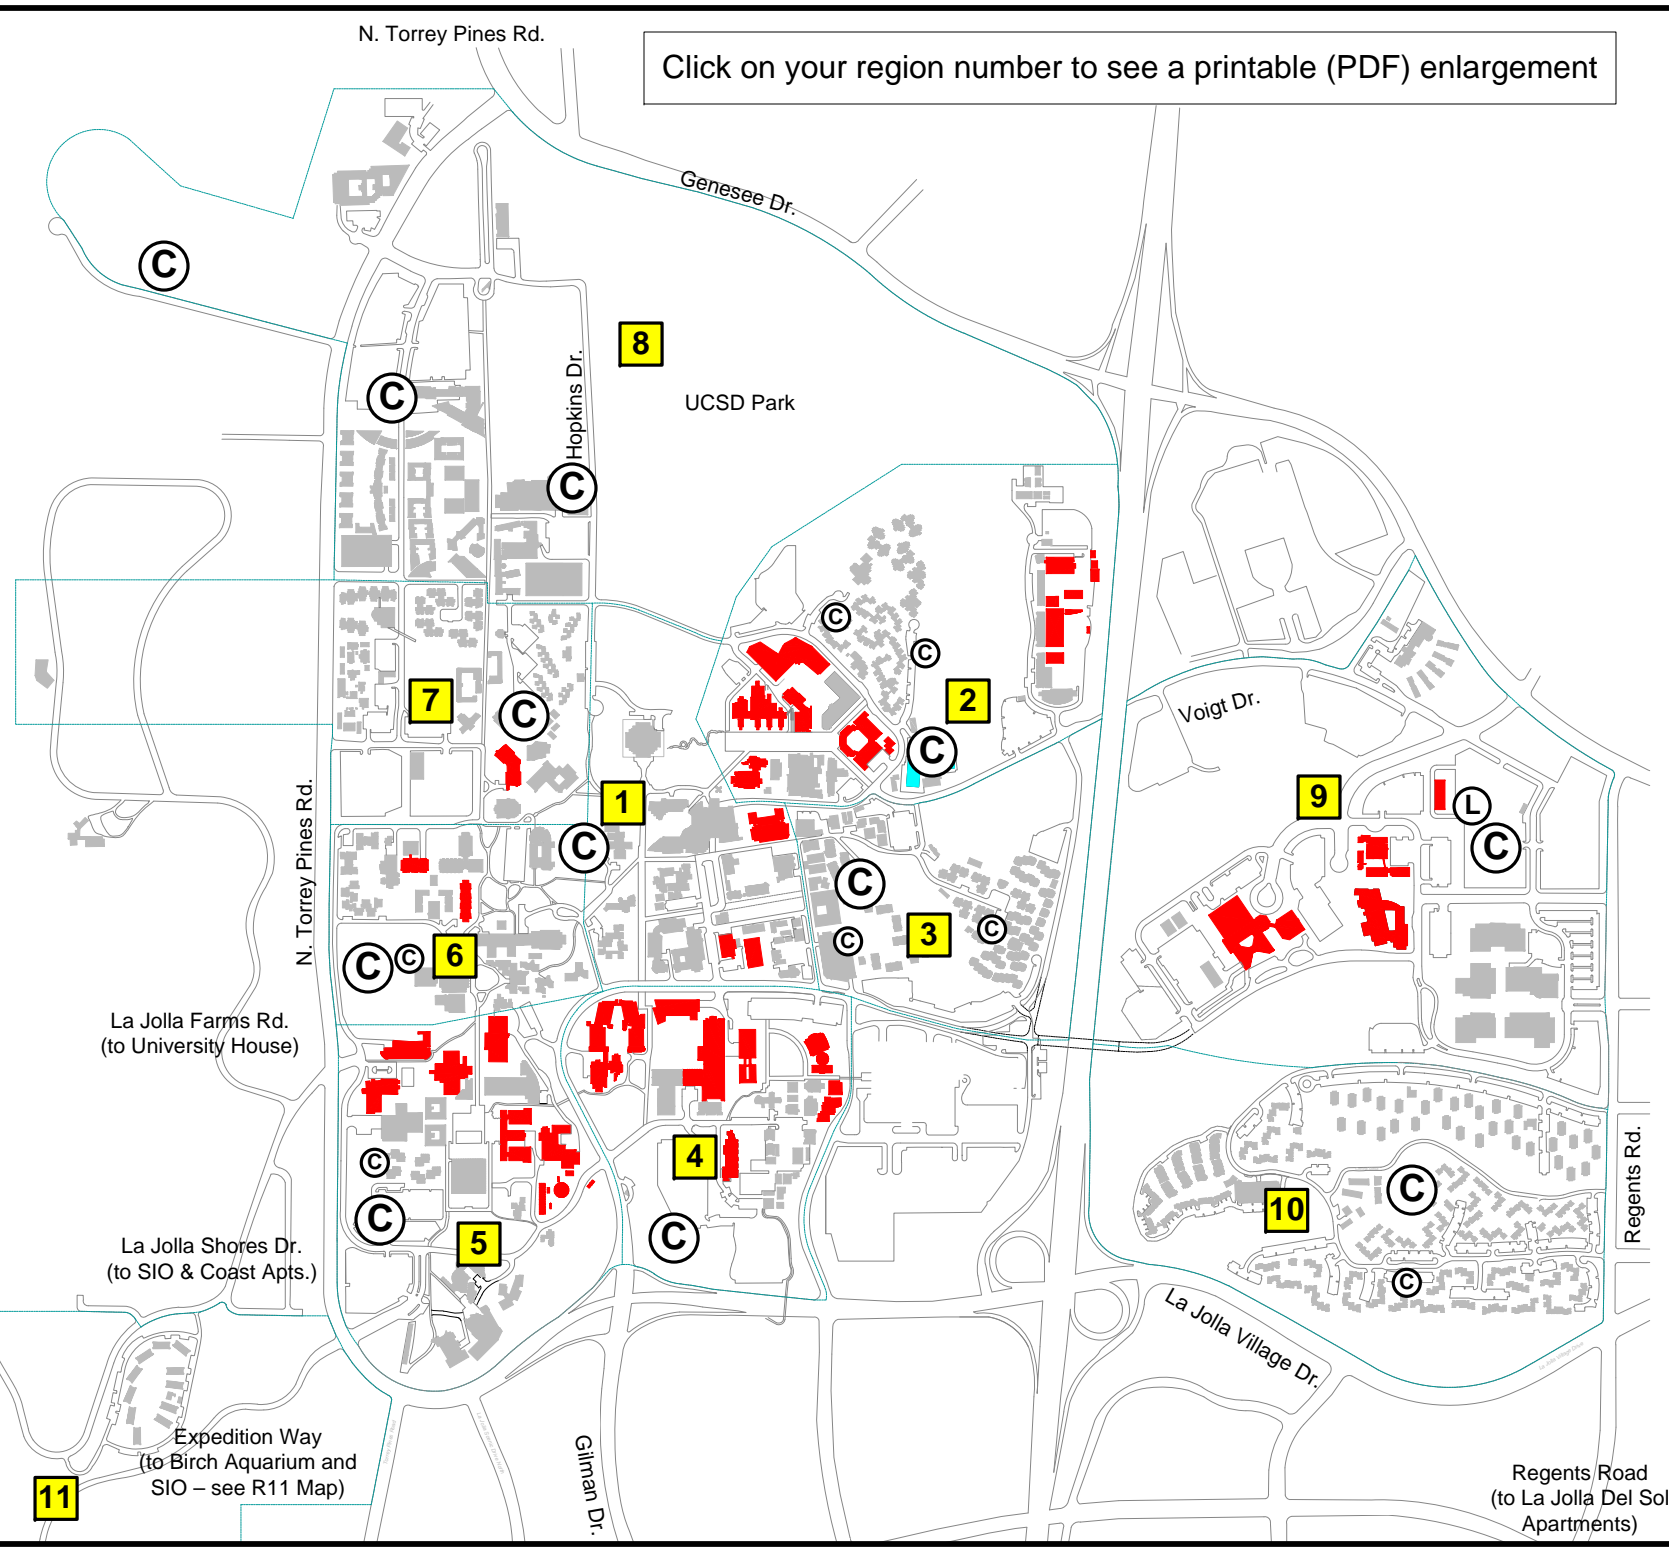 N. Torrey Pines Rd.
Click on your region number to see a printable (PDF) enlargement
Genesee Dr.
C
8
Hopkins Dr.
UCSD Park
C
C
C
C
7
C
2
C
Voigt Dr.
N. Torrey Pines Rd.
1
9
L
C
C
C
3
C
C
6
C
C
La Jolla Farms Rd.
(to University House)
4
C
5
C
C
10
C
C
Regents Rd.
La Jolla Shores Dr.
(to SIO & Coast Apts.)
La Jolla Village Dr.
Expedition Way
(to Birch Aquarium and
SIO – see R11 Map)
11
Gilman Dr.
Regents Road
(to La Jolla Del Sol
Apartments)